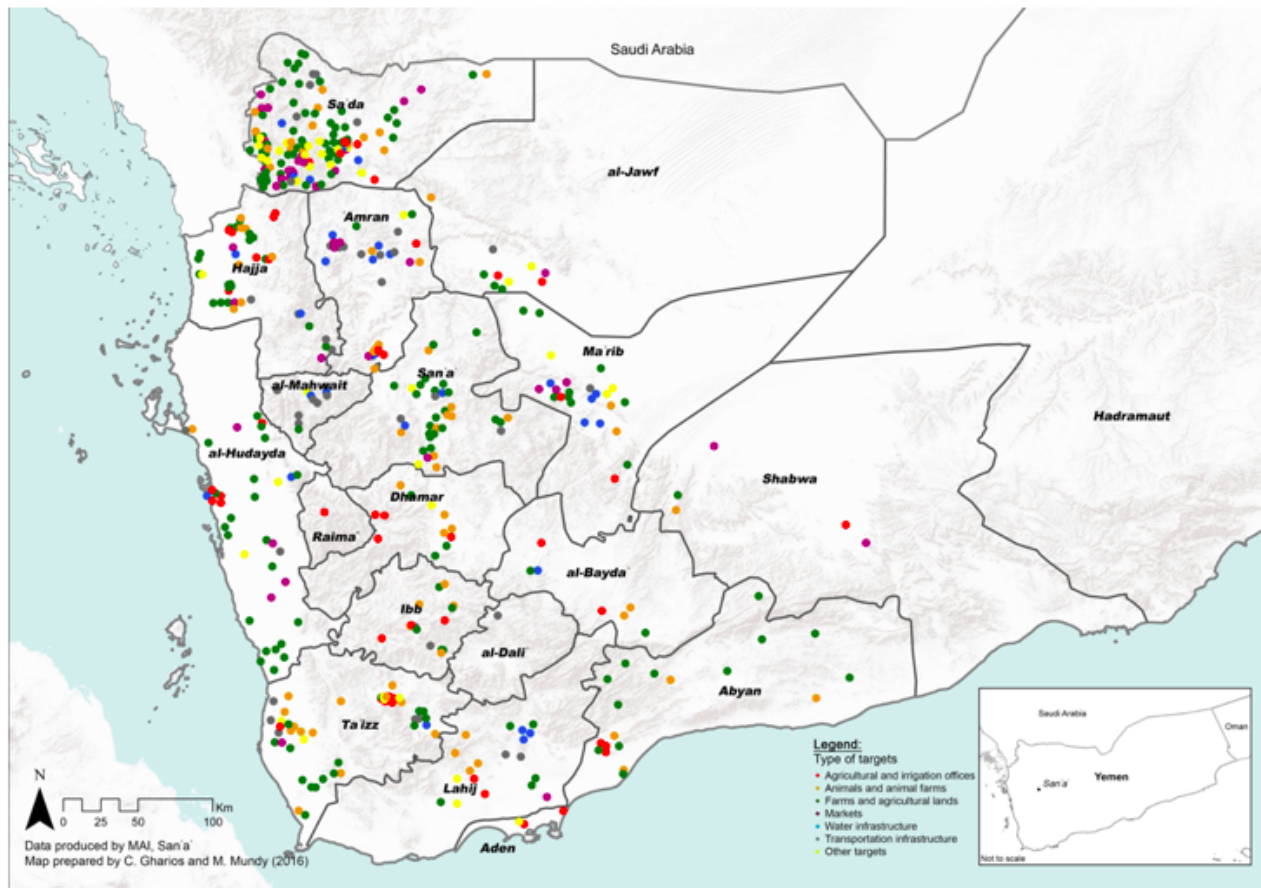 Saudi Arabia
Sa'da
al-Jawf
'Amran
Hajja
Ma'rib
San'a'
al-Mahwait
Hadramaut
al-Hudayda
Shabwa
Dhamar
Raima'
al-Bayda'
Ibb
al-Dali'
Abyan
Ta'izz
Lahij
Aden
N
0 25 50 100
Km
Data produced by MAI, San'a'
Map prepared by C. Gharios and M. Mundy (2016)
Legend:
Type of targets
Agricultural and irrigation offices
Animals and animal farms
Farms and agricultural lands
Markets
Water infrastructure
Transportation infrastructure
Other targets
Saudi Arabia
Oman
San'a'
Yemen
Not to scale